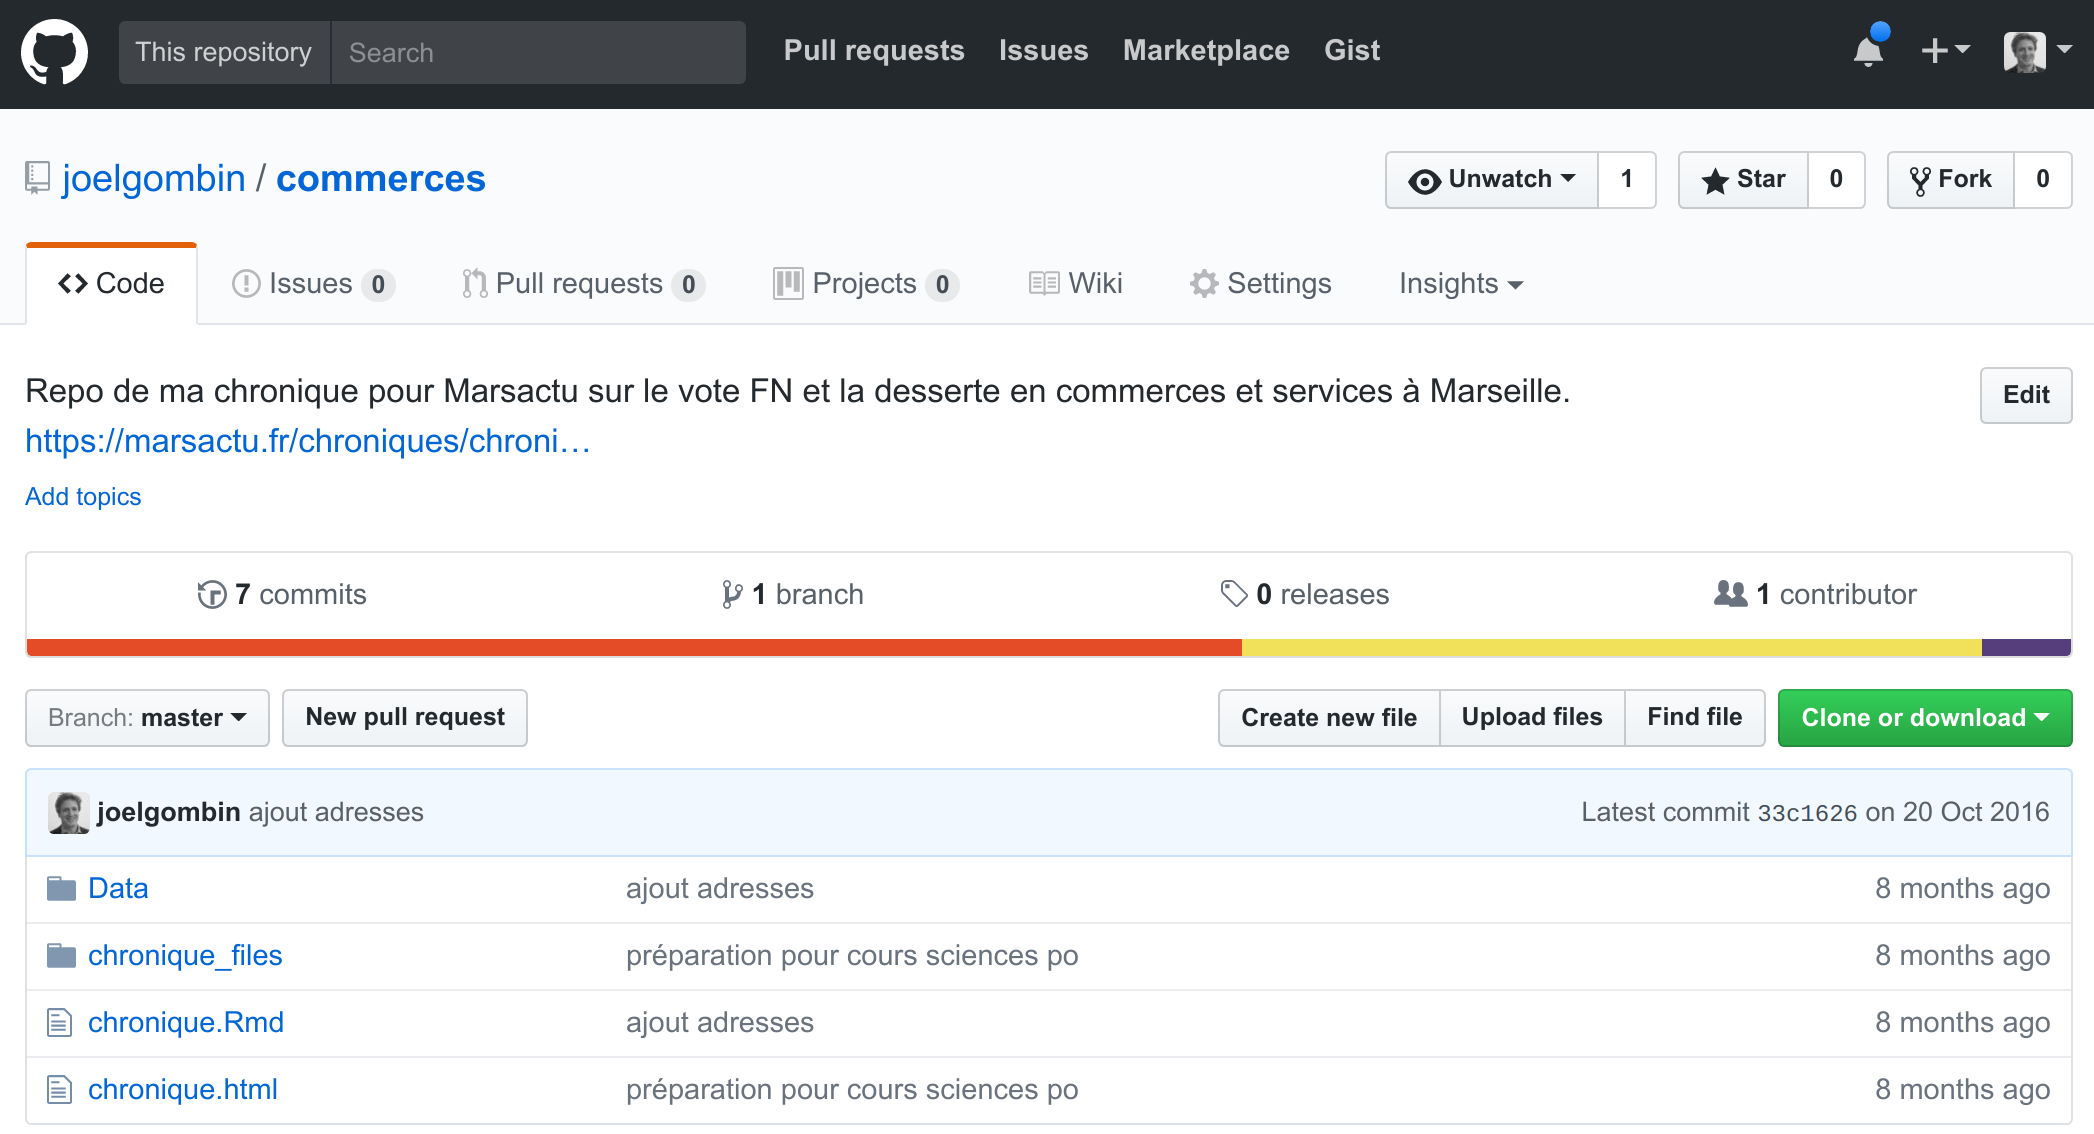 This repository Search Pull requests Issues Marketplace Gist
joelgombin / commerces Unwatch 1 Star 0 Fork 0
Code Issues 0 Pull requests 0 Projects 0 Wiki Settings Insights
Repo de ma chronique pour Marsactu sur le vote FN et la desserte en commerces et services à Marseille. Edit
https://marsactu.fr/chroniques/chroni…
Add topics
7 commits 1 branch 0 releases 1 contributor
Branch: master New pull request Create new file Upload files Find file Clone or download
joelgombin ajout adresses Latest commit 33c1626 on 20 Oct 2016
Data ajout adresses 8 months ago
chronique_files préparation pour cours sciences po 8 months ago
chronique.Rmd ajout adresses 8 months ago
chronique.html préparation pour cours sciences po 8 months ago